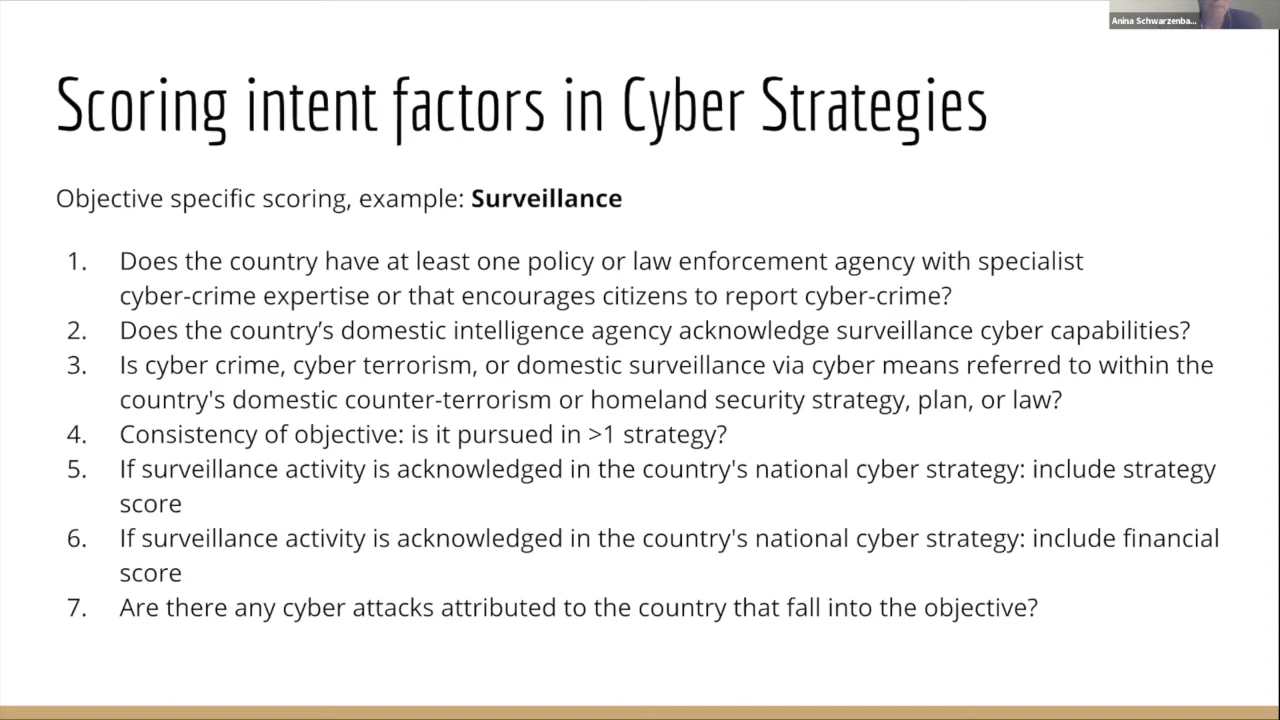 Anina Schwarzenba...
Scoring intent factors in Cyber Strategies
Objective specific scoring, example: Surveillance
1. Does the country have at least one policy or law enforcement agency with specialist
cyber-crime expertise or that encourages citizens to report cyber-crime?
2. Does the country’s domestic intelligence agency acknowledge surveillance cyber capabilities?
3. Is cyber crime, cyber terrorism, or domestic surveillance via cyber means referred to within the
country's domestic counter-terrorism or homeland security strategy, plan, or law?
4. Consistency of objective: is it pursued in >1 strategy?
5. If surveillance activity is acknowledged in the country's national cyber strategy: include strategy
score
6. If surveillance activity is acknowledged in the country's national cyber strategy: include financial
score
7. Are there any cyber attacks attributed to the country that fall into the objective?